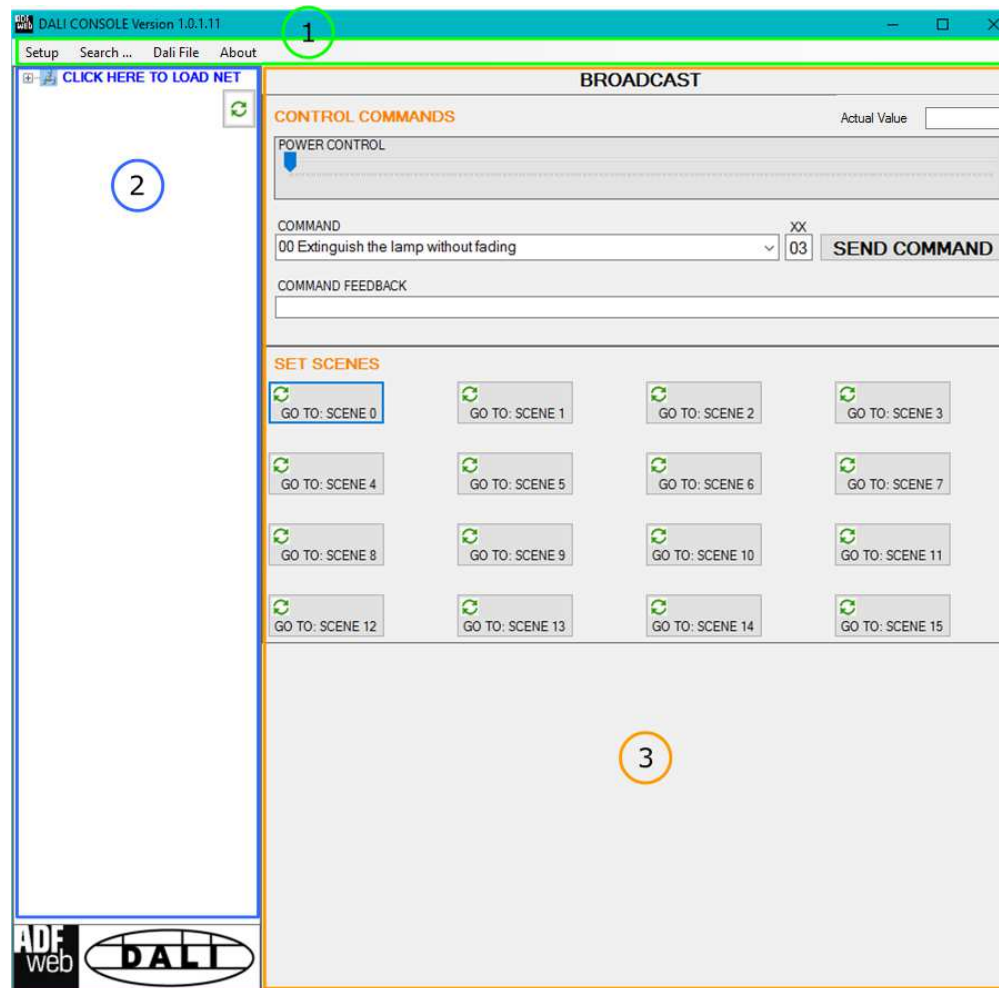 DALI CONSOLE Version 1.0.1.11
1
Setup Search ... Dali File About
CLICK HERE TO LOAD NET
2
BROADCAST
CONTROL COMMANDS
Actual Value
POWER CONTROL
COMMAND
XX
00 Extinguish the lamp without fading
03
SEND COMMAND
COMMAND FEEDBACK
SET SCENES
GO TO: SCENE 0
GO TO: SCENE 1
GO TO: SCENE 2
GO TO: SCENE 3
GO TO: SCENE 4
GO TO: SCENE 5
GO TO: SCENE 6
GO TO: SCENE 7
GO TO: SCENE 8
GO TO: SCENE 9
GO TO: SCENE 10
GO TO: SCENE 11
GO TO: SCENE 12
GO TO: SCENE 13
GO TO: SCENE 14
GO TO: SCENE 15
3
ADF
web
DALI